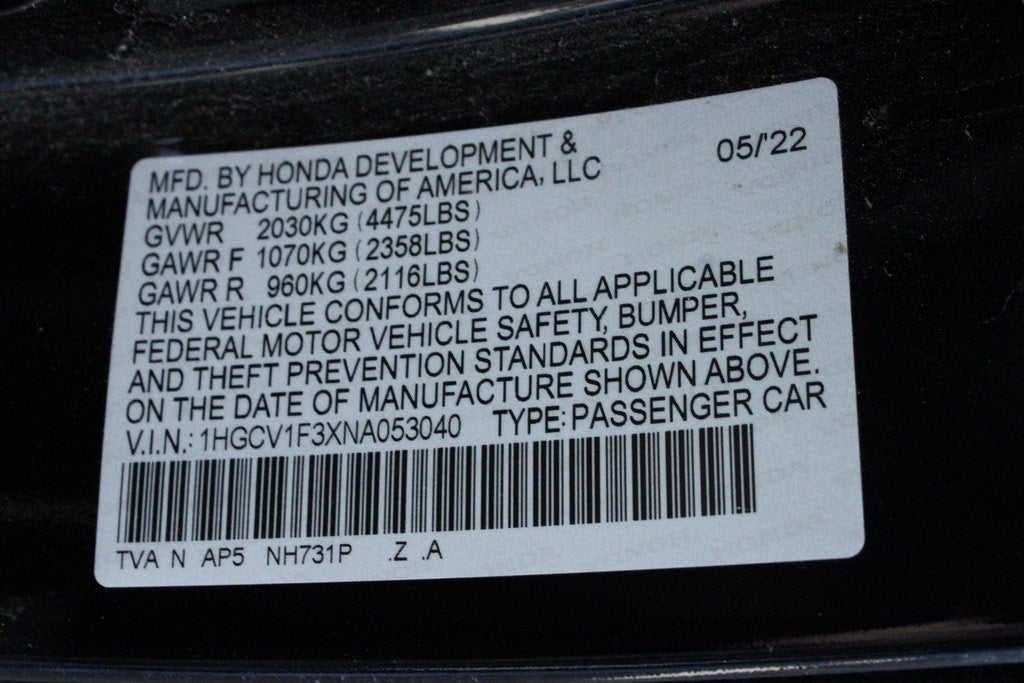 MFD. BY HONDA DEVELOPMENT &
MANUFACTURING OF AMERICA, LLC
05/'22
GVWR 2030KG (4475LBS)
GAWR F 1070KG (2358LBS)
GAWR R 960KG (2116LBS)
THIS VEHICLE CONFORMS TO ALL APPLICABLE
FEDERAL MOTOR VEHICLE SAFETY, BUMPER,
AND THEFT PREVENTION STANDARDS IN EFFECT
ON THE DATE OF MANUFACTURE SHOWN ABOVE.
V.I.N.: 1HGCV1F3XNA053040 TYPE: PASSENGER CAR
TVA N AP5 NH731P .Z .A